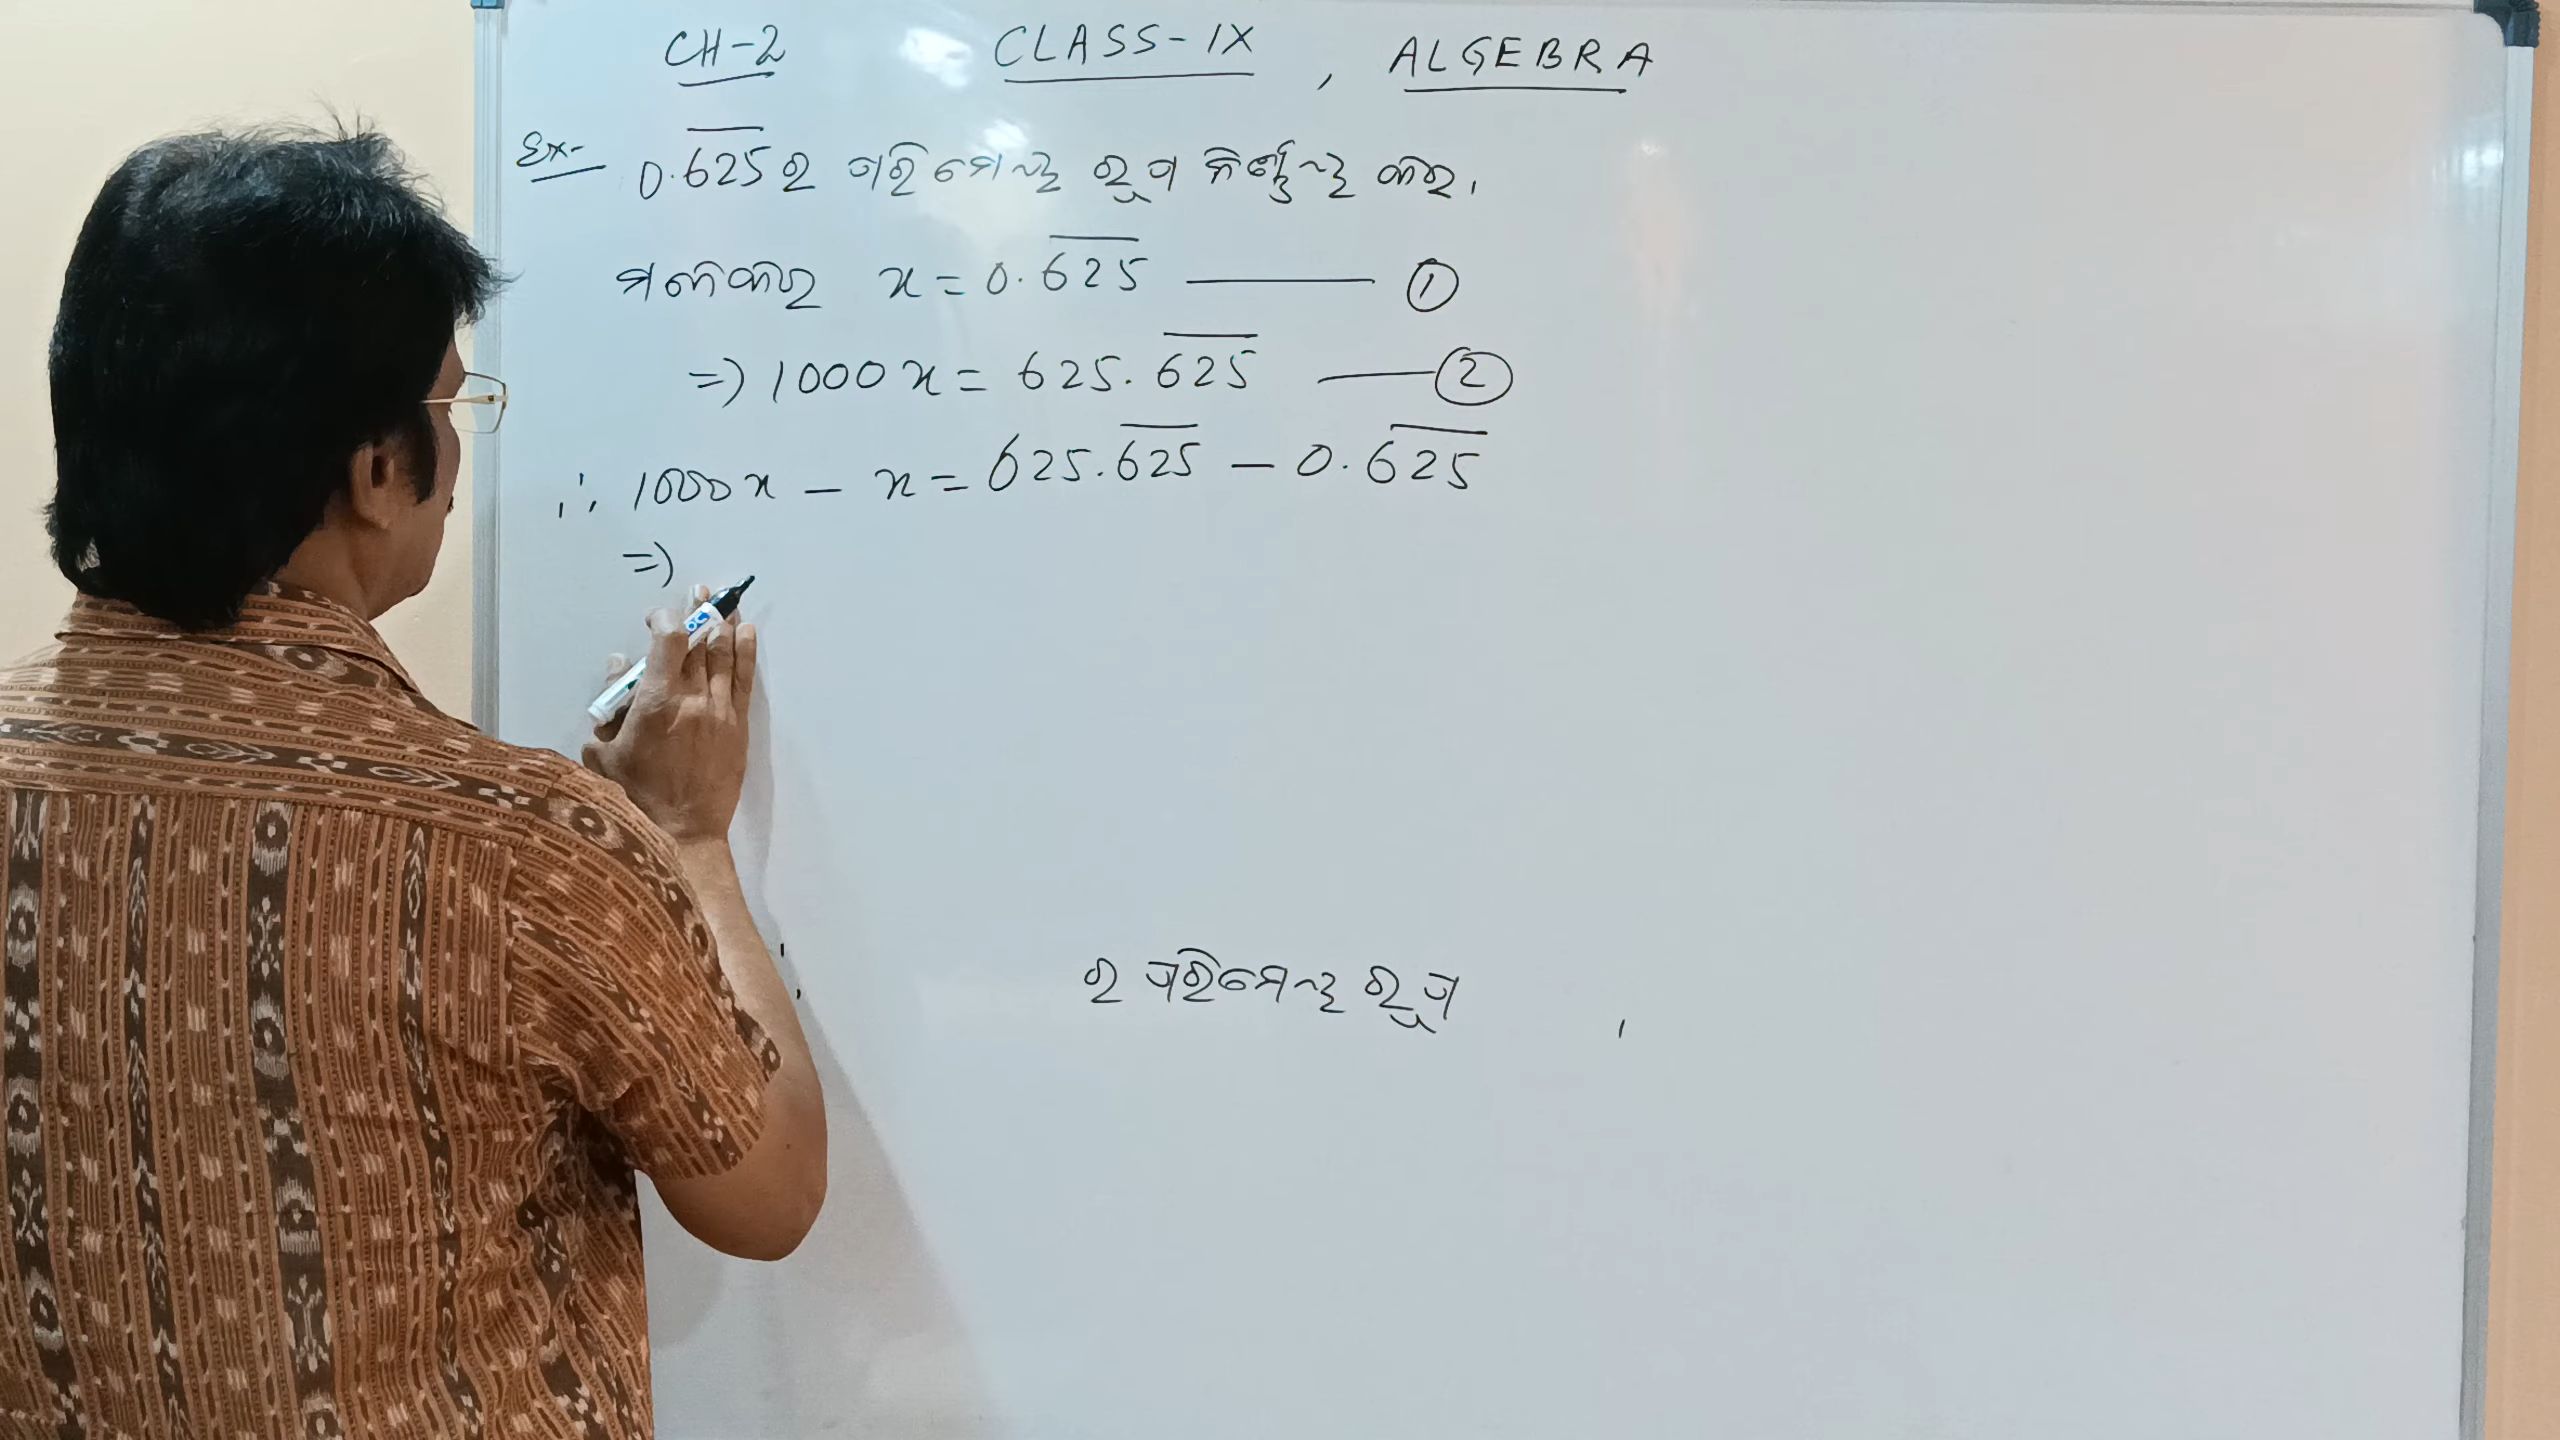 CH-2 CLASS-IX, ALGEBRA
Ex- 0.6̅2̅5̅ ର ପରିମେୟ ରୂପ ନିର୍ଣ୍ଣୟ କର ।
ମନେକର x = 0.6̅2̅5̅ ——— ①
⇒ 1000x = 625.6̅2̅5̅ —— ②
∴ 1000x – x = 625.6̅2̅5̅ – 0.6̅2̅5̅
⇒
ର ପରିମେୟ ରୂପ ।